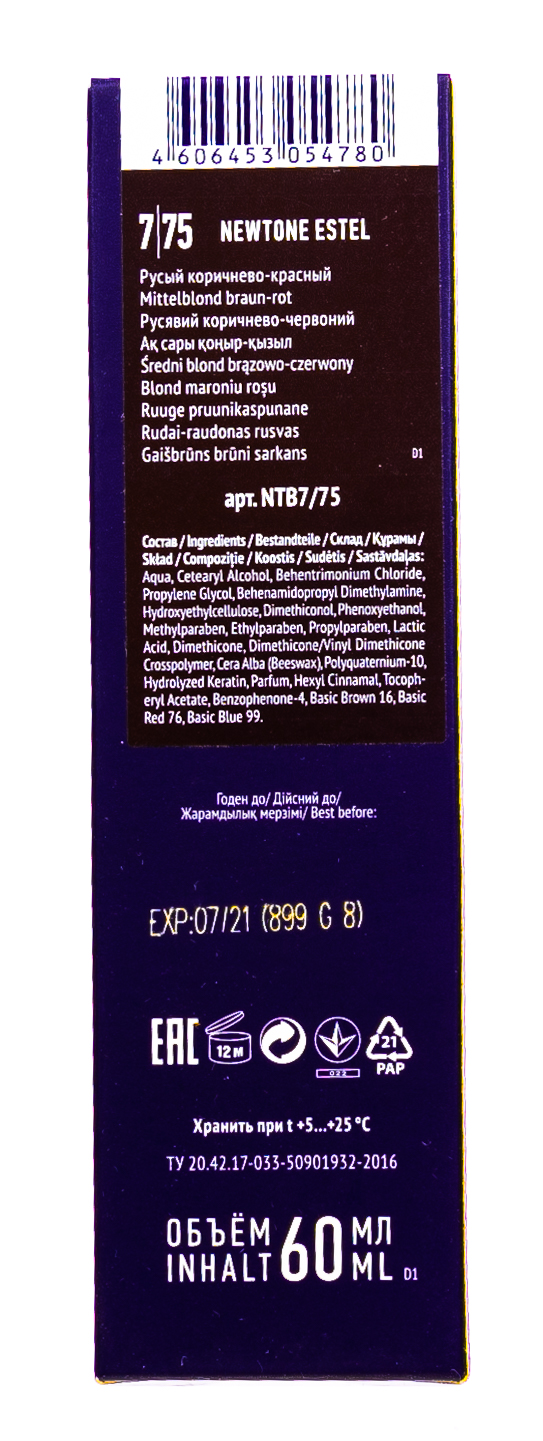 4 606453 054780
7|75 NEWTONE ESTEL
Русый коричнево-красный
Mittelblond braun-rot
Русявий коричнево-червоний
Ақ сары қоңыр-қызыл
Średni blond brązowo-czerwony
Blond maroniu roșu
Ruuge pruunikaspunane
Rudai-raudonas rusvas
Gaišbrūns brūni sarkans D1
арт. NTB7/75
Состав / Ingredients / Bestandteile / Склад / Құрамы /
Skład / Compoziţie / Koostis / Sudėtis / Sastāvdaļas:
Aqua, Cetearyl Alcohol, Behentrimonium Chloride,
Propylene Glycol, Behenamidopropyl Dimethylamine,
Hydroxyethylcellulose, Dimethiconol, Phenoxyethanol,
Methylparaben, Ethylparaben, Propylparaben, Lactic
Acid, Dimethicone, Dimethicone/Vinyl Dimethicone
Crosspolymer, Cera Alba (Beeswax), Polyquaternium-10,
Hydrolyzed Keratin, Parfum, Hexyl Cinnamal, Tocoph-
eryl Acetate, Benzophenone-4, Basic Brown 16, Basic
Red 76, Basic Blue 99.
Годен до/ Дійсний до/
Жарамдылық мерзімі/ Best before:
EXP:07/21 (899 G 8)
EAC 12 M 022 21 PAP
Хранить при t +5...+25 °C
ТУ 20.42.17-033-50901932-2016
ОБЪЁМ 60 МЛ
INHALT ML D1